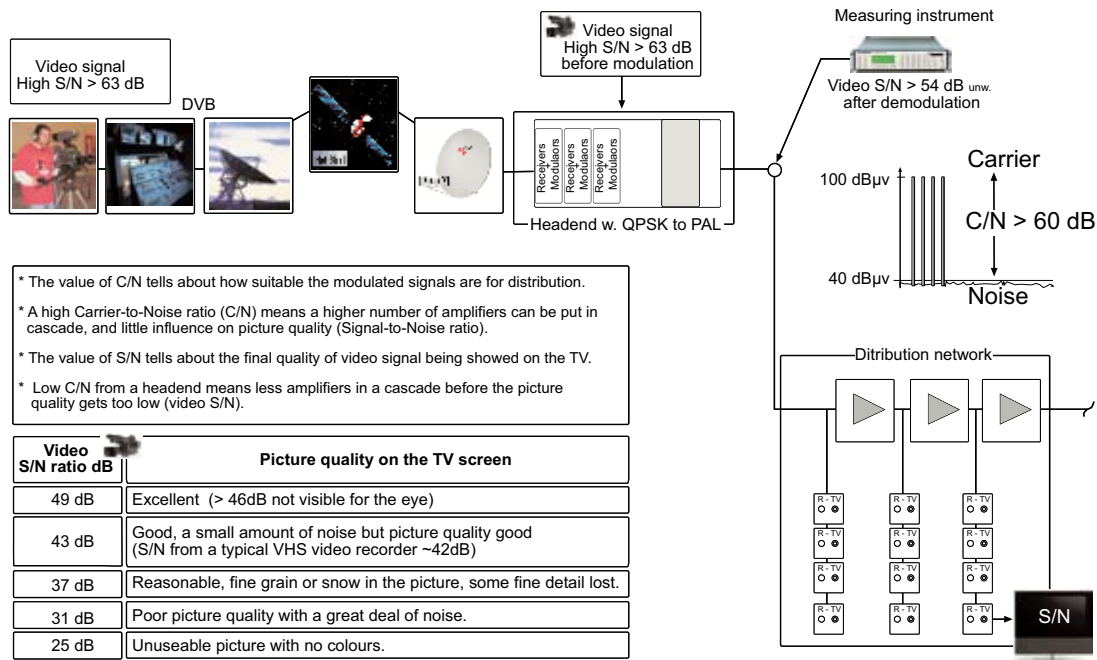 Video signal
High S/N > 63 dB
DVB
Video signal
High S/N > 63 dB
before modulation
Measuring instrument
Video S/N > 54 dB unw.
after demodulation
Receivers
+
Modulaors
Receivers
+
Modulaors
Receivers
+
Modulaors
Headend w. QPSK to PAL
Carrier
100 dBµv
C/N > 60 dB
40 dBµv
Noise
* The value of C/N tells about how suitable the modulated signals are for distribution.
* A high Carrier-to-Noise ratio (C/N) means a higher number of amplifiers can be put in
cascade, and little influence on picture quality (Signal-to-Noise ratio).
* The value of S/N tells about the final quality of video signal being showed on the TV.
* Low C/N from a headend means less amplifiers in a cascade before the picture
quality gets too low (video S/N).
Ditribution network
R - TV
R - TV
R - TV
R - TV
R - TV
R - TV
R - TV
R - TV
R - TV
R - TV
R - TV
R - TV
S/N
Video
S/N ratio dB
Picture quality on the TV screen
49 dB
Excellent (> 46dB not visible for the eye)
43 dB
Good, a small amount of noise but picture quality good
(S/N from a typical VHS video recorder ~42dB)
37 dB
Reasonable, fine grain or snow in the picture, some fine detail lost.
31 dB
Poor picture quality with a great deal of noise.
25 dB
Unuseable picture with no colours.